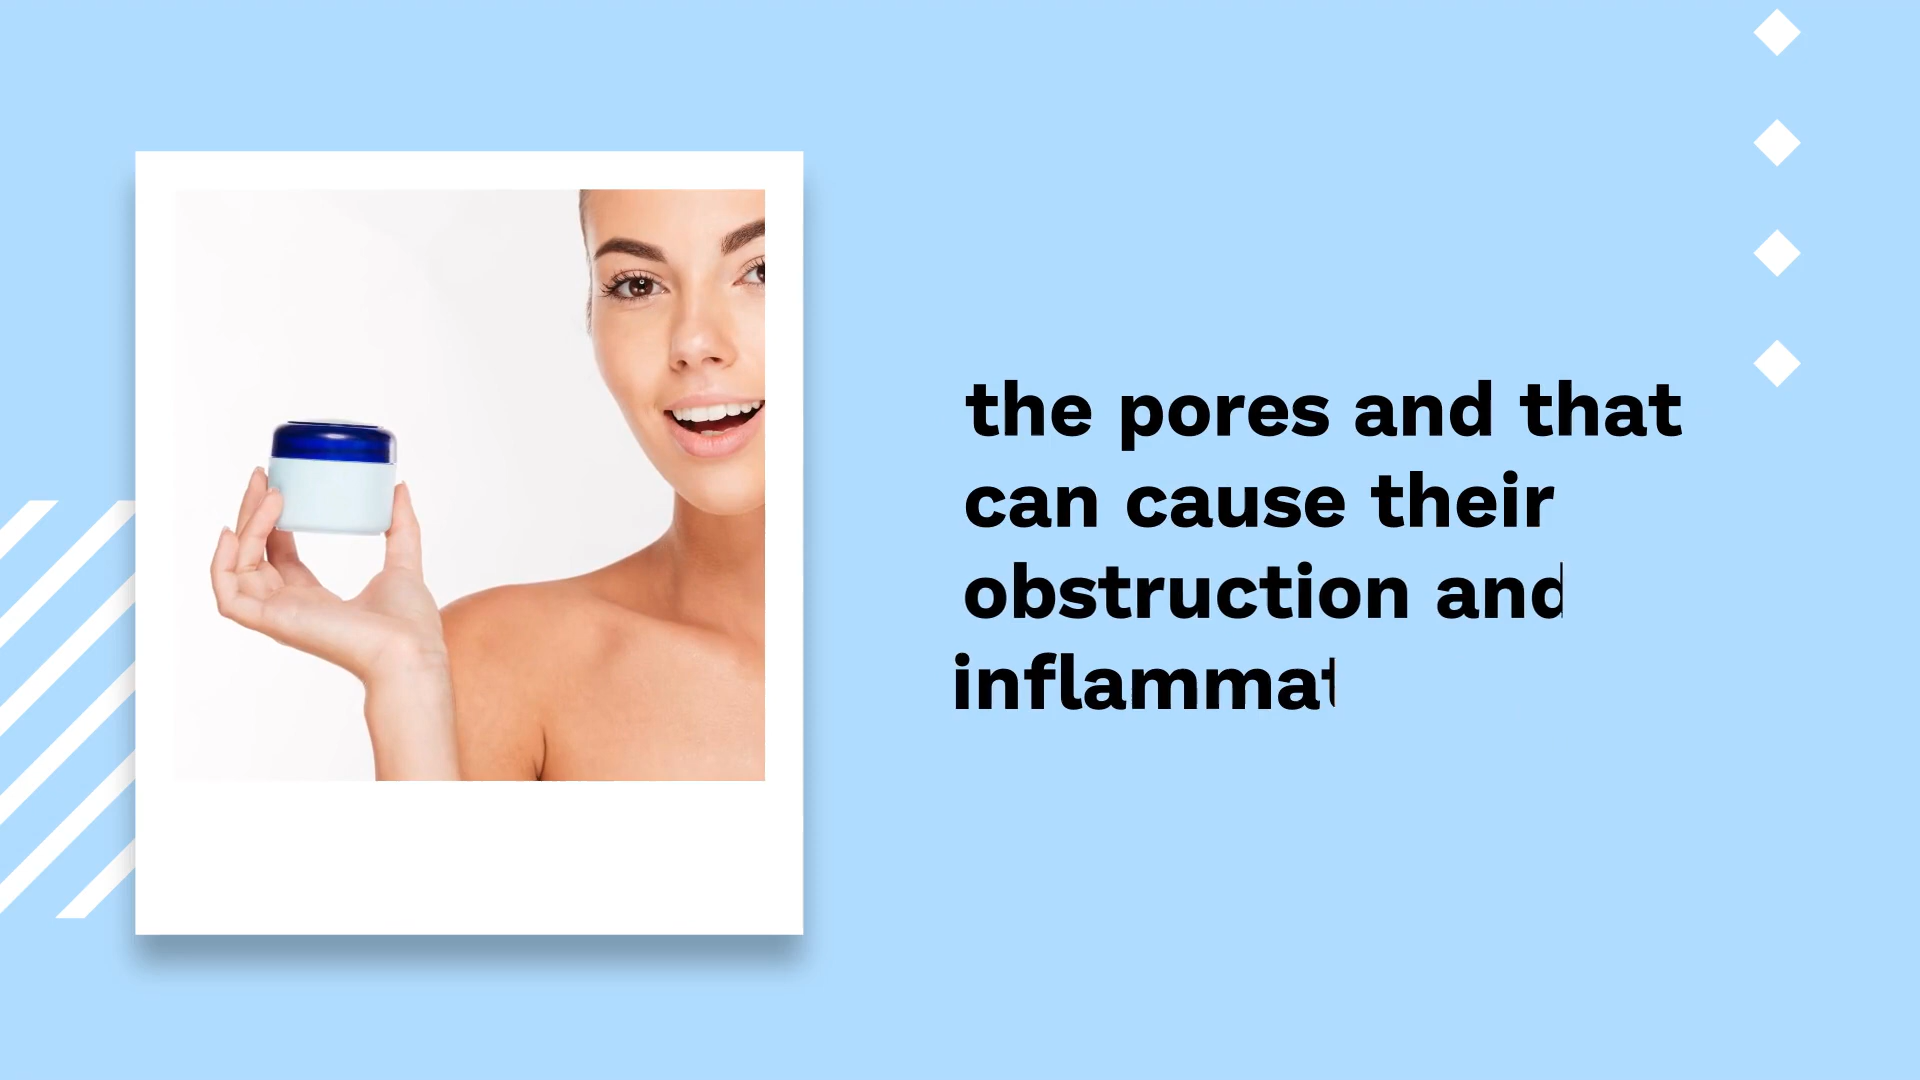 the pores and that
can cause their
obstruction and
inflammat